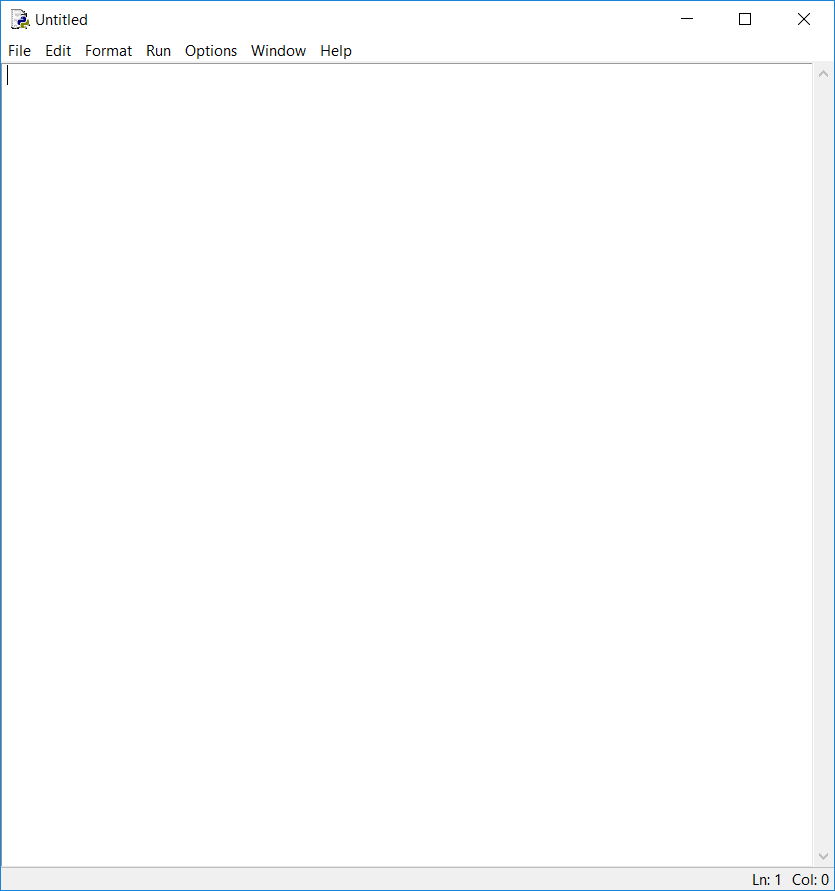 Untitled
File Edit Format Run Options Window Help
Ln: 1 Col: 0